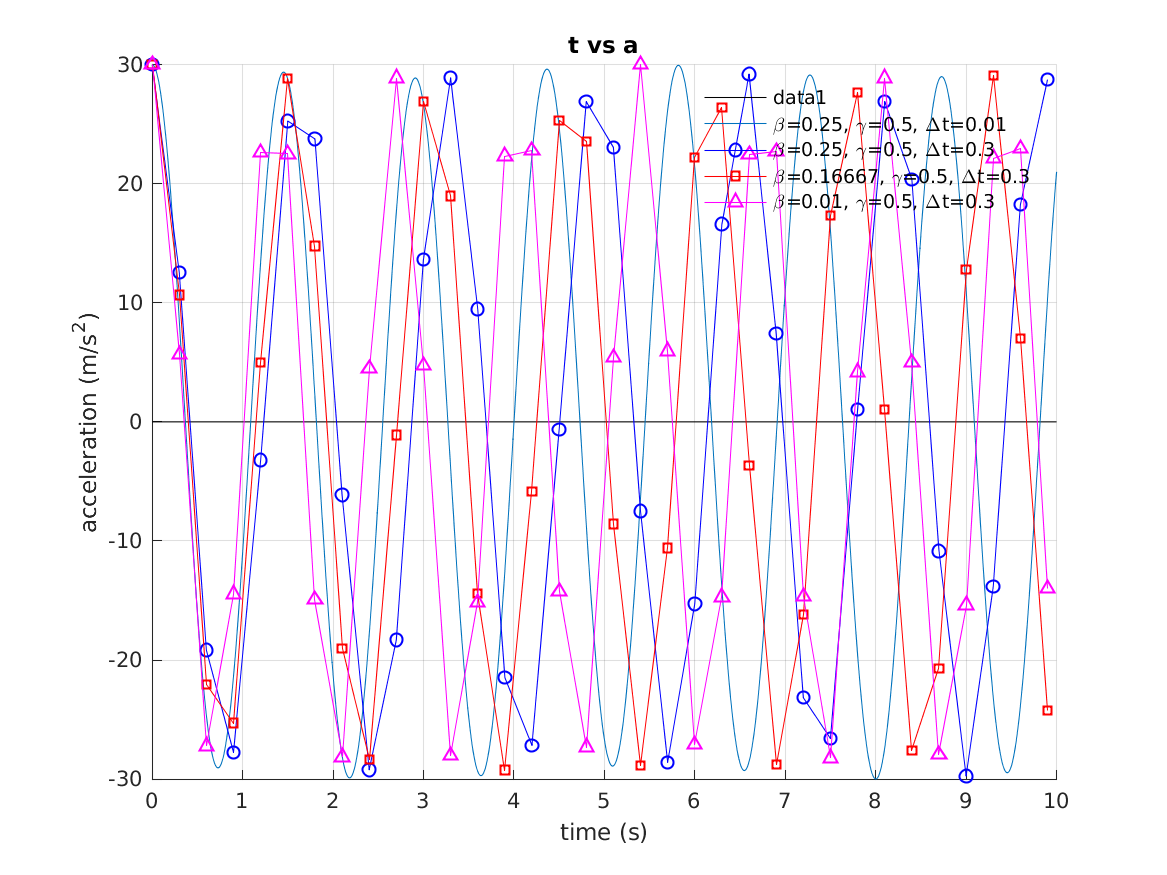 t vs a
30
20
10
0
-10
-20
-30
acceleration (m/s²)
0 1 2 3 4 5 6 7 8 9 10
time (s)
data1
β=0.25, γ=0.5, Δt=0.01
β=0.25, γ=0.5, Δt=0.3
β=0.16667, γ=0.5, Δt=0.3
β=0.01, γ=0.5, Δt=0.3